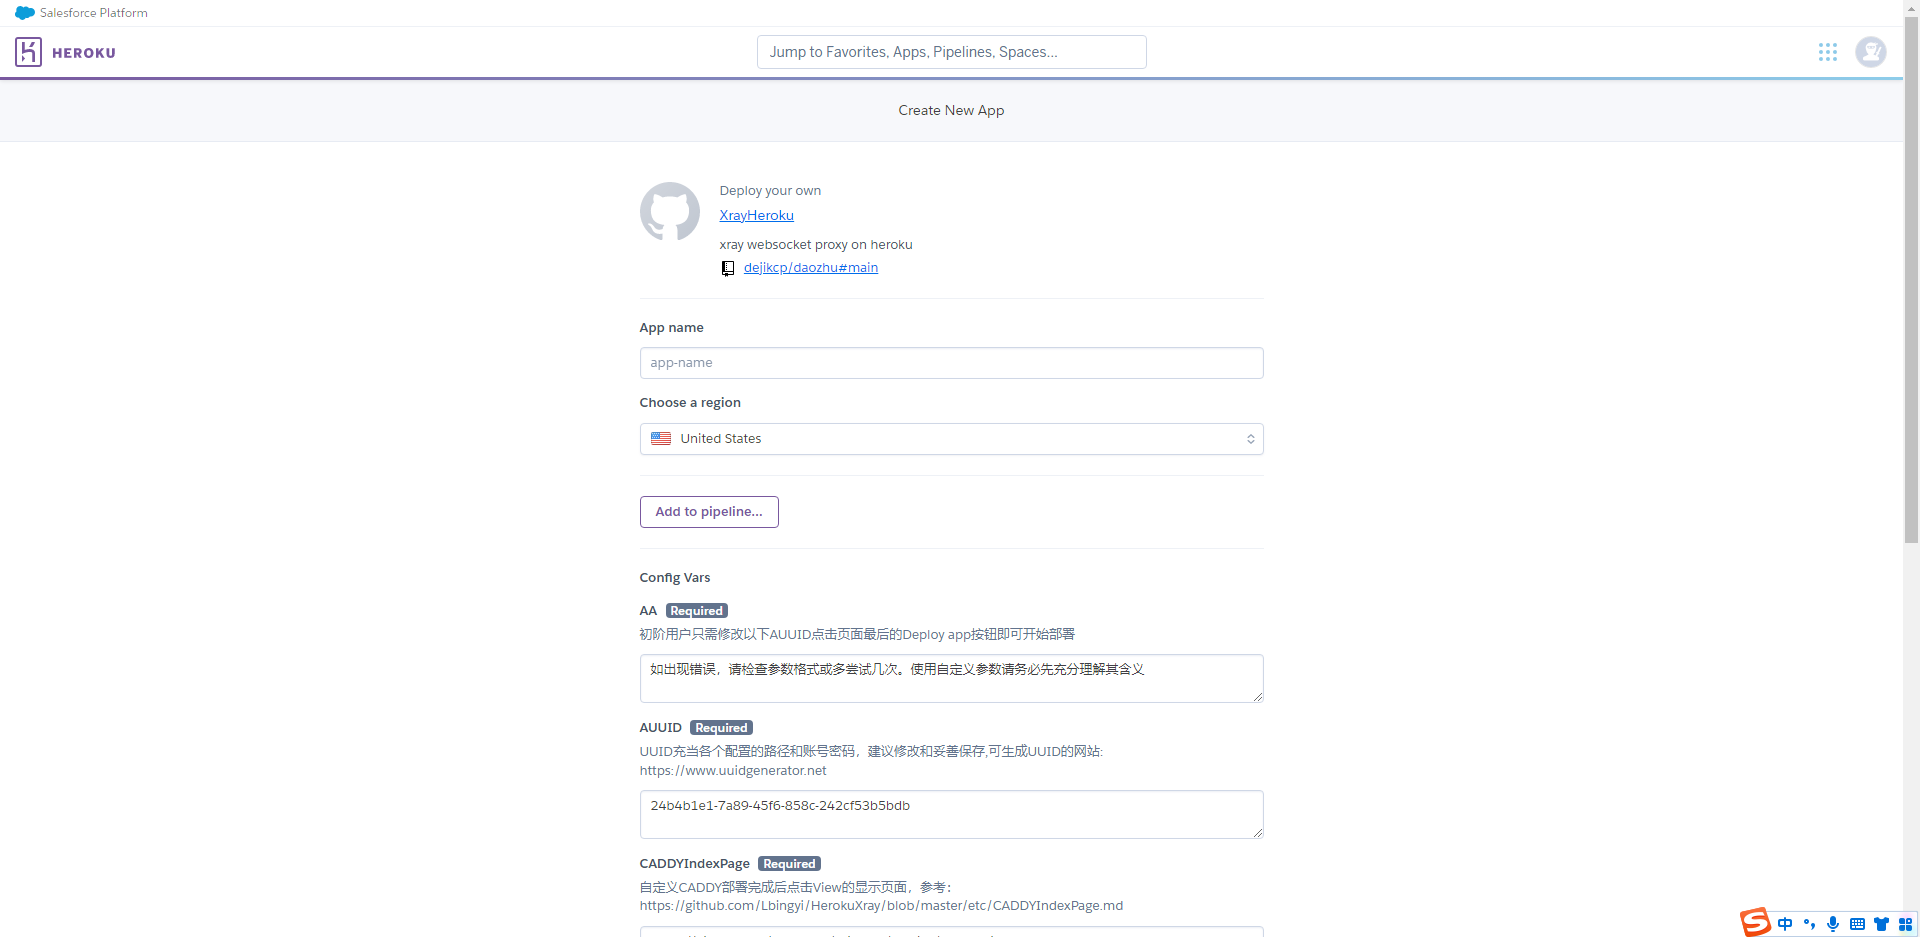 Salesforce Platform
HEROKU
Jump to Favorites, Apps, Pipelines, Spaces...
Create New App
Deploy your own
XrayHeroku
xray websocket proxy on heroku
dejikcp/daozhu#main
App name
app-name
Choose a region
United States
Add to pipeline...
Config Vars
AA Required
初阶用户只需修改以下AUUID点击页面最后的Deploy app按钮即可开始部署
如出现错误，请检查参数格式或多尝试几次。使用自定义参数请务必先充分理解其含义
AUUID Required
UUID充当各个配置的路径和账号密码，建议修改和妥善保存,可生成UUID的网站:
https://www.uuidgenerator.net
24b4b1e1-7a89-45f6-858c-242cf53b5bdb
CADDYIndexPage Required
自定义CADDY部署完成后点击View的显示页面，参考：
https://github.com/Lbingyi/HerokuXray/blob/master/etc/CADDYIndexPage.md
中